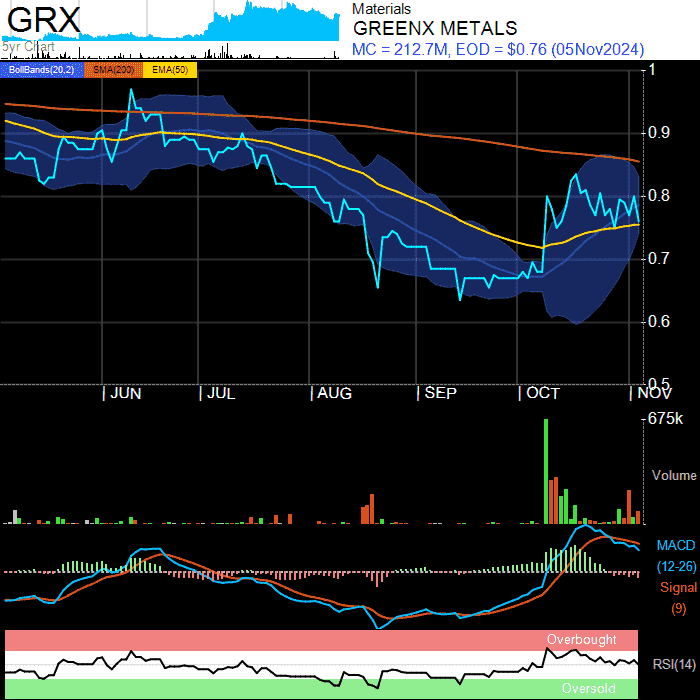 GRX
5yr Chart
Materials
GREENX METALS
MC = 212.7M, EOD = $0.76 (05Nov2024)
BollBands(20,2) SMA(200) EMA(50)
1
0.9
0.8
0.7
0.6
0.5
JUN JUL AUG SEP OCT NOV
675k
Volume
MACD
(12-26)
Signal
(9)
Overbought
RSI(14)
Oversold